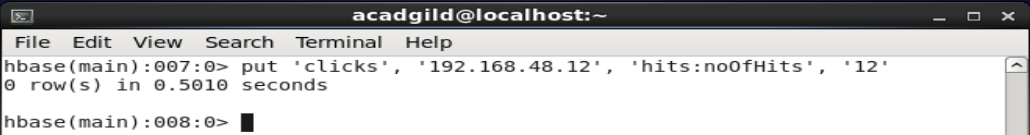 acadgild@localhost:~
File Edit View Search Terminal Help
hbase(main):007:0> put 'clicks', '192.168.48.12', 'hits:noOfHits', '12'
0 row(s) in 0.5010 seconds
hbase(main):008:0>